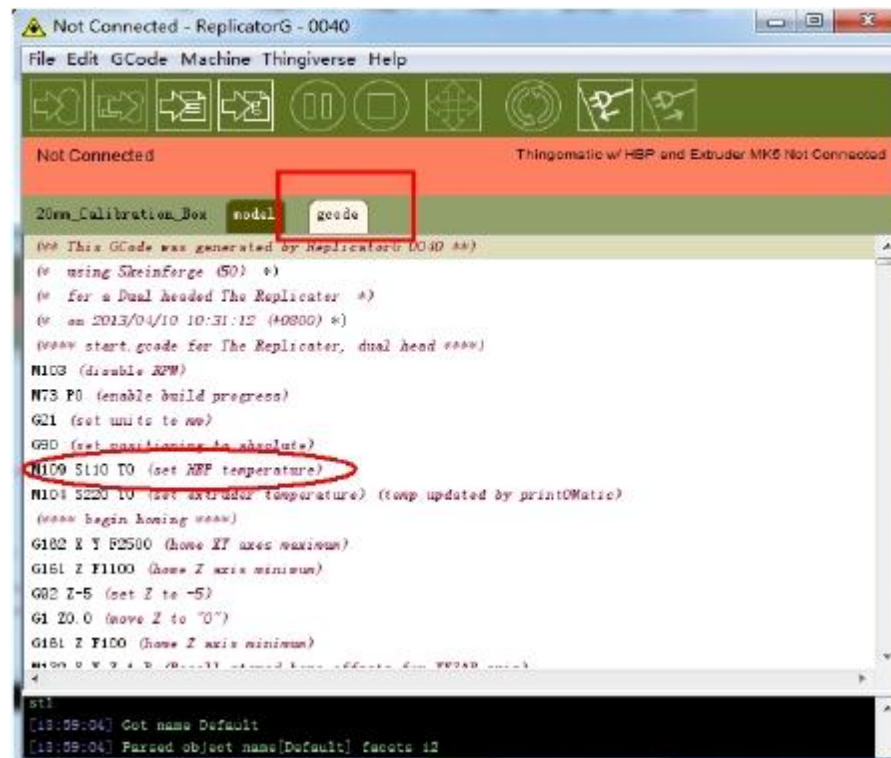 Not Connected - ReplicatorG - 0040
File Edit GCode Machine Thingiverse Help
Not Connected
Thingomatic w/ HBP and Extruder MK6 Not Connected
20mm_Calibration_Box model gcode
(** This GCode was generated by ReplicatorG 0040 **)
(* using Skeinforge (50) *)
(* for a Dual headed The Replicator *)
(* on 2013/04/10 10:31:12 (+0800) *)
(**** start.gcode for The Replicator, dual head ****)
M103 (disable RPM)
M73 P0 (enable build progress)
G21 (set units to mm)
G90 (set positioning to absolute)
M109 S110 T0 (set HBP temperature)
M104 S220 T0 (set extruder temperature) (temp updated by printOMatic)
(**** begin homing ****)
G162 X Y F2500 (home XY axes maximum)
G161 Z F1100 (home Z axis minimum)
G92 Z-5 (set Z to -5)
G1 Z0.0 (move Z to "0")
G161 Z F100 (home Z axis minimum)
stl
[13:59:04] Got name Default
[13:59:04] Parsed object name[Default] facets 12